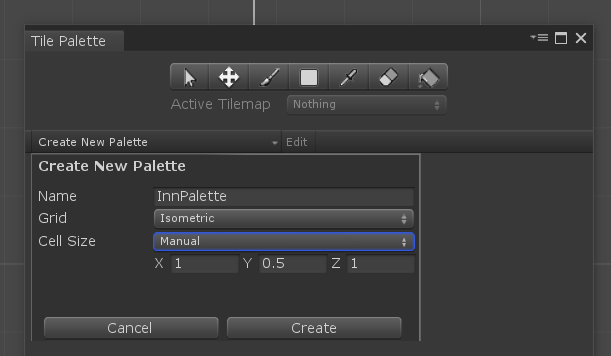 Tile Palette
Active Tilemap Nothing
Create New Palette Edit
Create New Palette
Name InnPalette
Grid Isometric
Cell Size Manual
X 1 Y 0.5 Z 1
Cancel Create